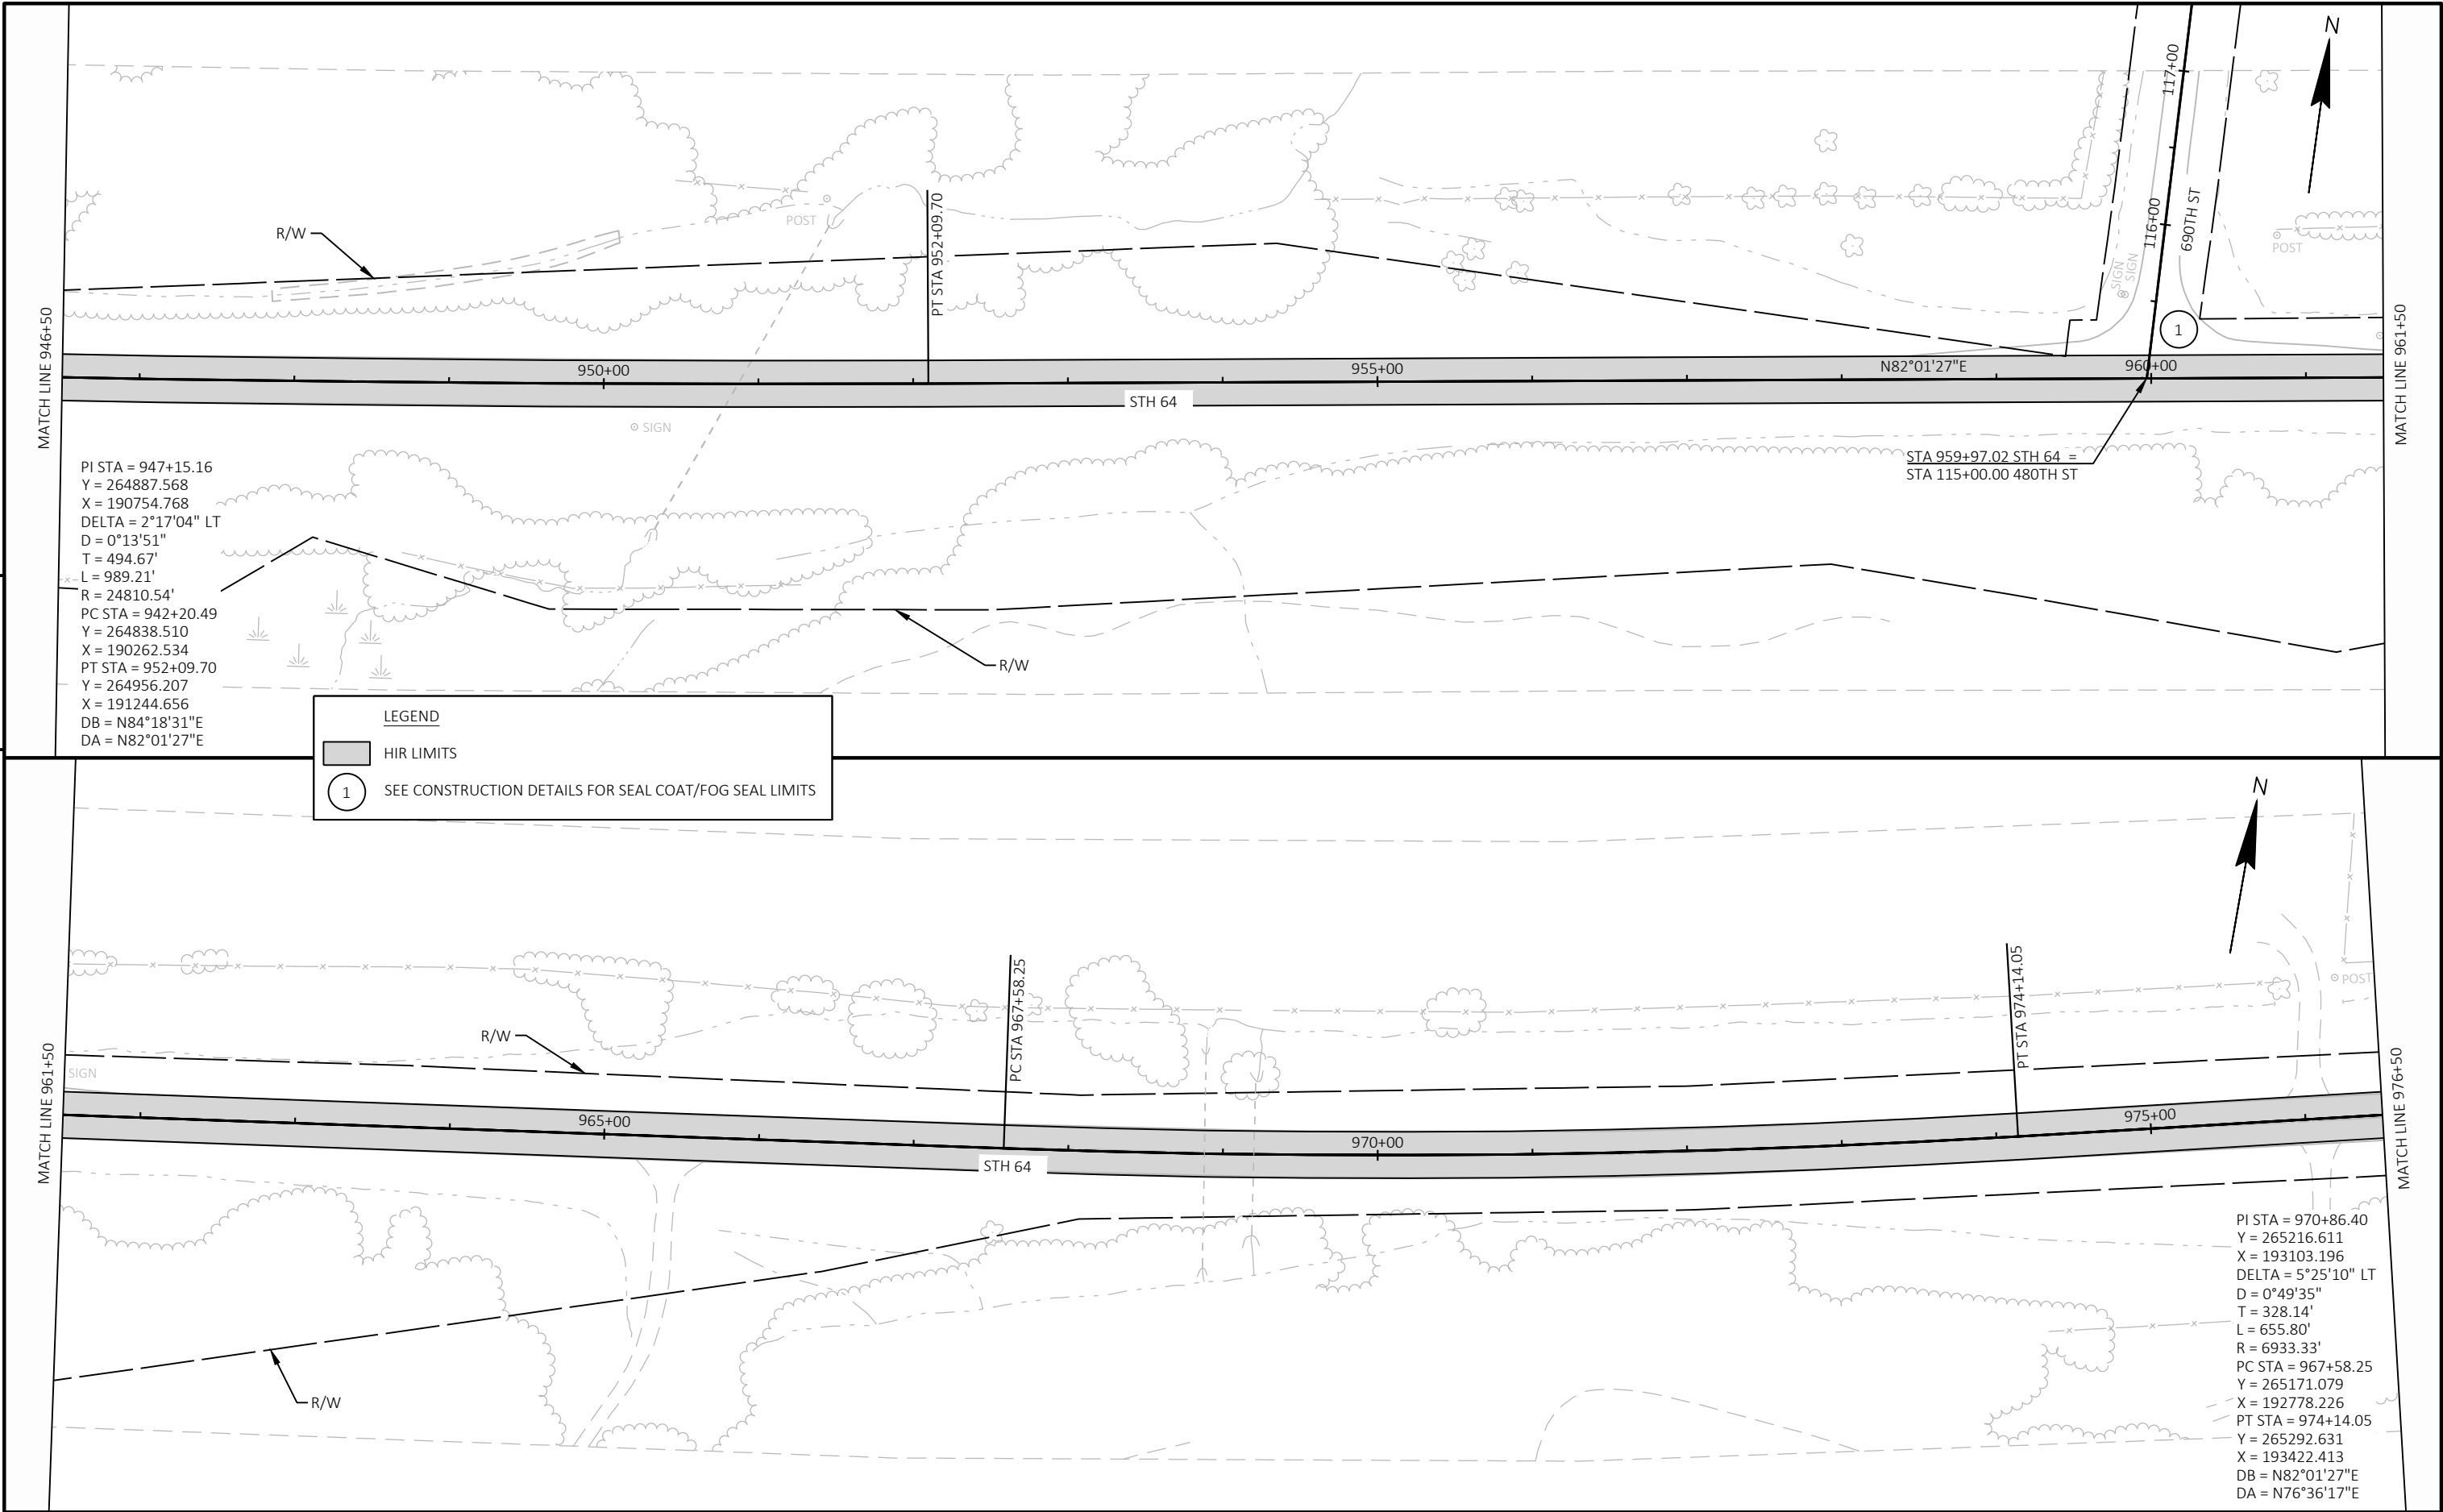 N
117+00
116+00
690TH ST
SIGN
SIGN
POST
POST
R/W
PT STA 952+09.70
1
MATCH LINE 946+50
MATCH LINE 961+50
950+00
955+00
N82°01'27"E
960+00
STH 64
SIGN
STA 959+97.02 STH 64 =
STA 115+00.00 480TH ST
PI STA = 947+15.16
Y = 264887.568
X = 190754.768
DELTA = 2°17'04" LT
D = 0°13'51"
T = 494.67'
L = 989.21'
R = 24810.54'
PC STA = 942+20.49
Y = 264838.510
X = 190262.534
PT STA = 952+09.70
Y = 264956.207
X = 191244.656
DB = N84°18'31"E
DA = N82°01'27"E
R/W
LEGEND
HIR LIMITS
1 SEE CONSTRUCTION DETAILS FOR SEAL COAT/FOG SEAL LIMITS
N
POST
PC STA 967+58.25
PT STA 974+14.05
R/W
SIGN
MATCH LINE 961+50
MATCH LINE 976+50
965+00
970+00
975+00
STH 64
R/W
PI STA = 970+86.40
Y = 265216.611
X = 193103.196
DELTA = 5°25'10" LT
D = 0°49'35"
T = 328.14'
L = 655.80'
R = 6933.33'
PC STA = 967+58.25
Y = 265171.079
X = 192778.226
PT STA = 974+14.05
Y = 265292.631
X = 193422.413
DB = N82°01'27"E
DA = N76°36'17"E